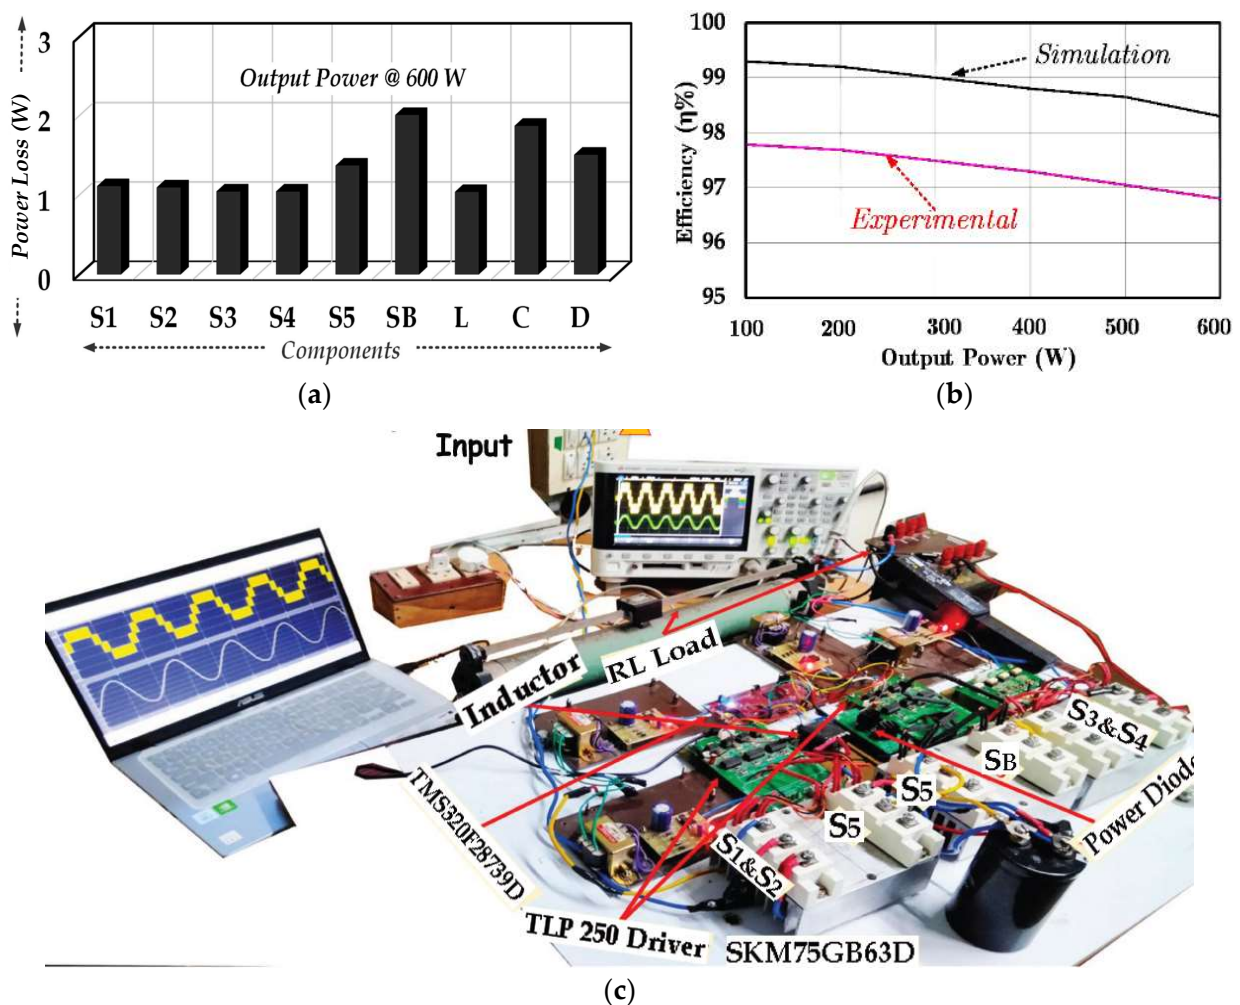 3
2
1
0
Power Loss (W)
Output Power @ 600 W
S1 S2 S3 S4 S5 SB L C D
Components
(a)
100
99
98
97
96
95
Efficiency (η%)
Simulation
Experimental
100 200 300 400 500 600
Output Power (W)
(b)
Input
ASUS
RL Load
Inductor
TMS320F28739D
TLP 250 Driver
S1&S2
S5
S5
SB
S3&S4
Power Diode
SKM75GB63D
(c)